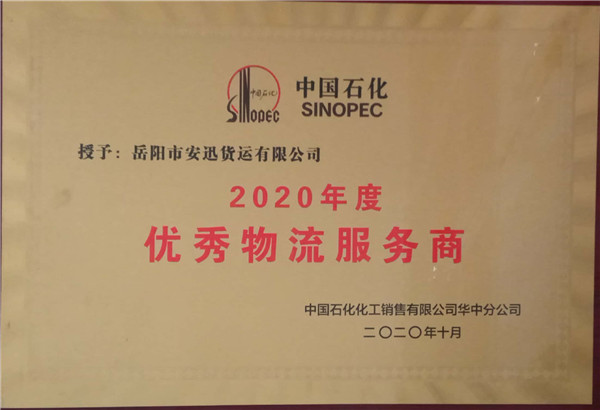 中国石化
SINOPEC
中国石化
SINOPEC
授予：岳阳市安迅货运有限公司
2020年度
优秀物流服务商
中国石化化工销售有限公司华中分公司
二〇二〇年十月